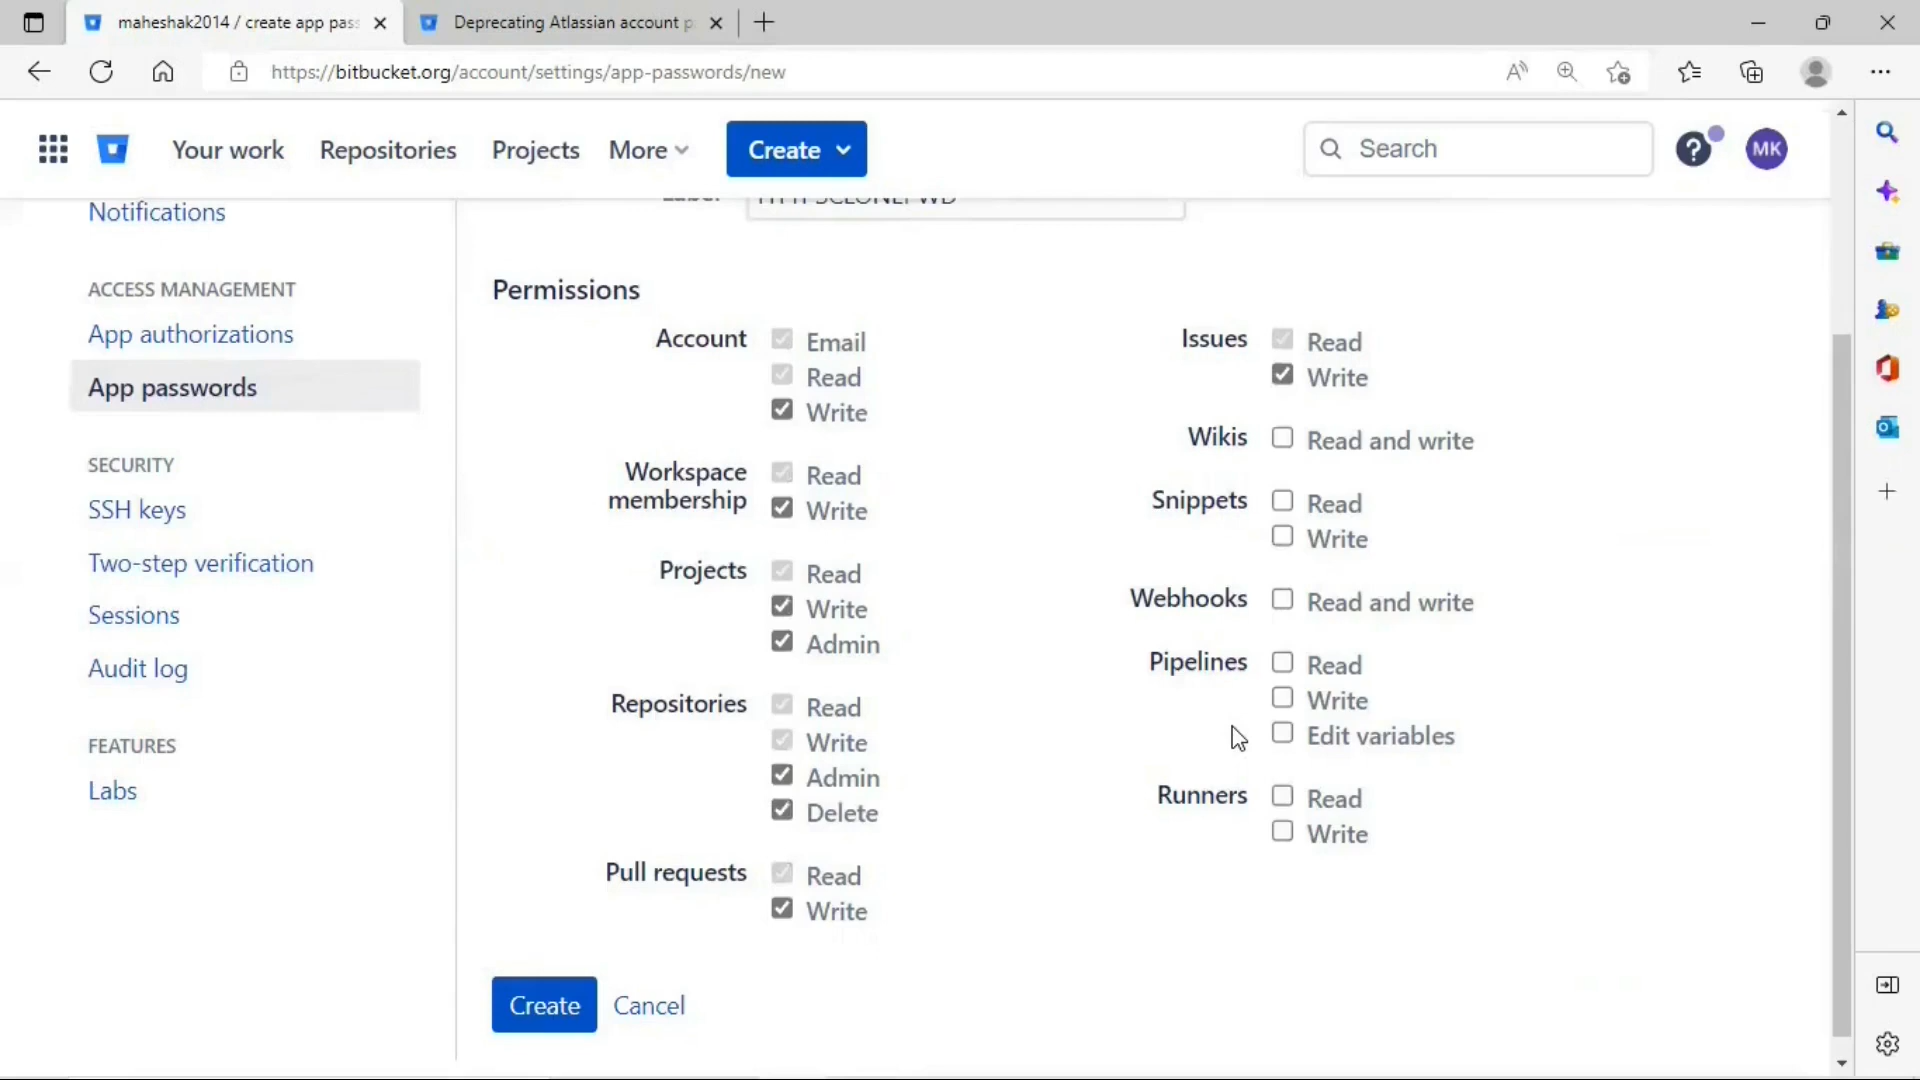 maheshak2014 / create app pas
Deprecating Atlassian account p
https://bitbucket.org/account/settings/app-passwords/new
Your work
Repositories
Projects
More
Create
Search
?
MK
Notifications
ACCESS MANAGEMENT
App authorizations
App passwords
SECURITY
SSH keys
Two-step verification
Sessions
Audit log
FEATURES
Labs
Permissions
Account
Email
Read
Write
Workspace
membership
Read
Write
Projects
Read
Write
Admin
Repositories
Read
Write
Admin
Delete
Pull requests
Read
Write
Issues
Read
Write
Wikis
Read and write
Snippets
Read
Write
Webhooks
Read and write
Pipelines
Read
Write
Edit variables
Runners
Read
Write
Create
Cancel